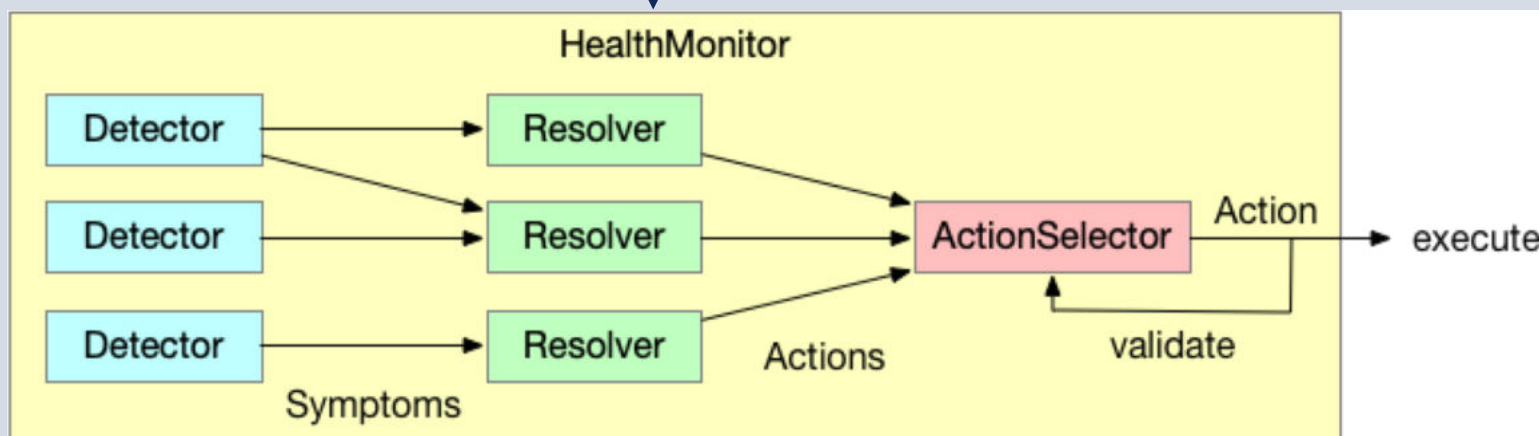 HealthMonitor
Detector
Resolver
Detector
Resolver
ActionSelector
Action
execute
Detector
Resolver
Actions
validate
Symptoms